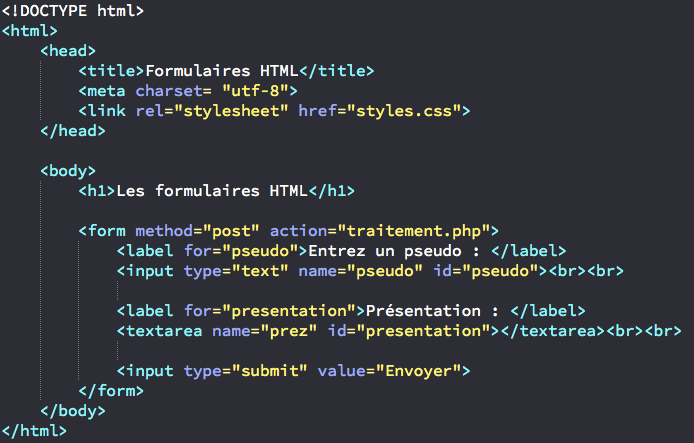 <!DOCTYPE html>
<html>
    <head>
        <title>Formulaires HTML</title>
        <meta charset= "utf-8">
        <link rel="stylesheet" href="styles.css">
    </head>

    <body>
        <h1>Les formulaires HTML</h1>

        <form method="post" action="traitement.php">
            <label for="pseudo">Entrez un pseudo : </label>
            <input type="text" name="pseudo" id="pseudo"><br><br>

            <label for="presentation">Présentation : </label>
            <textarea name="prez" id="presentation"></textarea><br><br>

            <input type="submit" value="Envoyer">
        </form>
    </body>
</html>